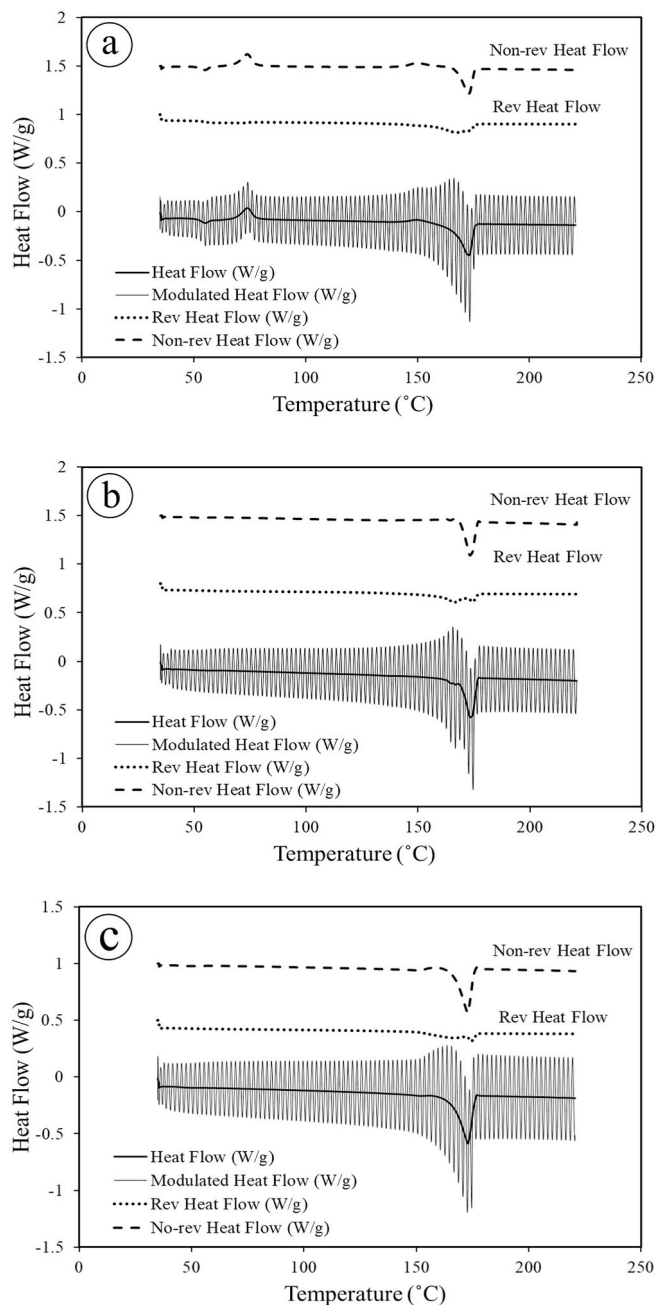 a
2
1.5
1
0.5
0
-0.5
-1
-1.5
Heat Flow (W/g)
Non-rev Heat Flow
Rev Heat Flow
Heat Flow (W/g)
Modulated Heat Flow (W/g)
Rev Heat Flow (W/g)
Non-rev Heat Flow (W/g)
0 50 100 150 200 250
Temperature (˚C)
b
2
1.5
1
0.5
0
-0.5
-1
-1.5
Heat Flow (W/g)
Non-rev Heat Flow
Rev Heat Flow
Heat Flow (W/g)
Modulated Heat Flow (W/g)
Rev Heat Flow (W/g)
Non-rev Heat Flow (W/g)
0 50 100 150 200 250
Temperature (˚C)
c
1.5
1
0.5
0
-0.5
-1
-1.5
Heat Flow (W/g)
Non-rev Heat Flow
Rev Heat Flow
Heat Flow (W/g)
Modulated Heat Flow (W/g)
Rev Heat Flow (W/g)
No-rev Heat Flow (W/g)
0 50 100 150 200 250
Temperature (˚C)